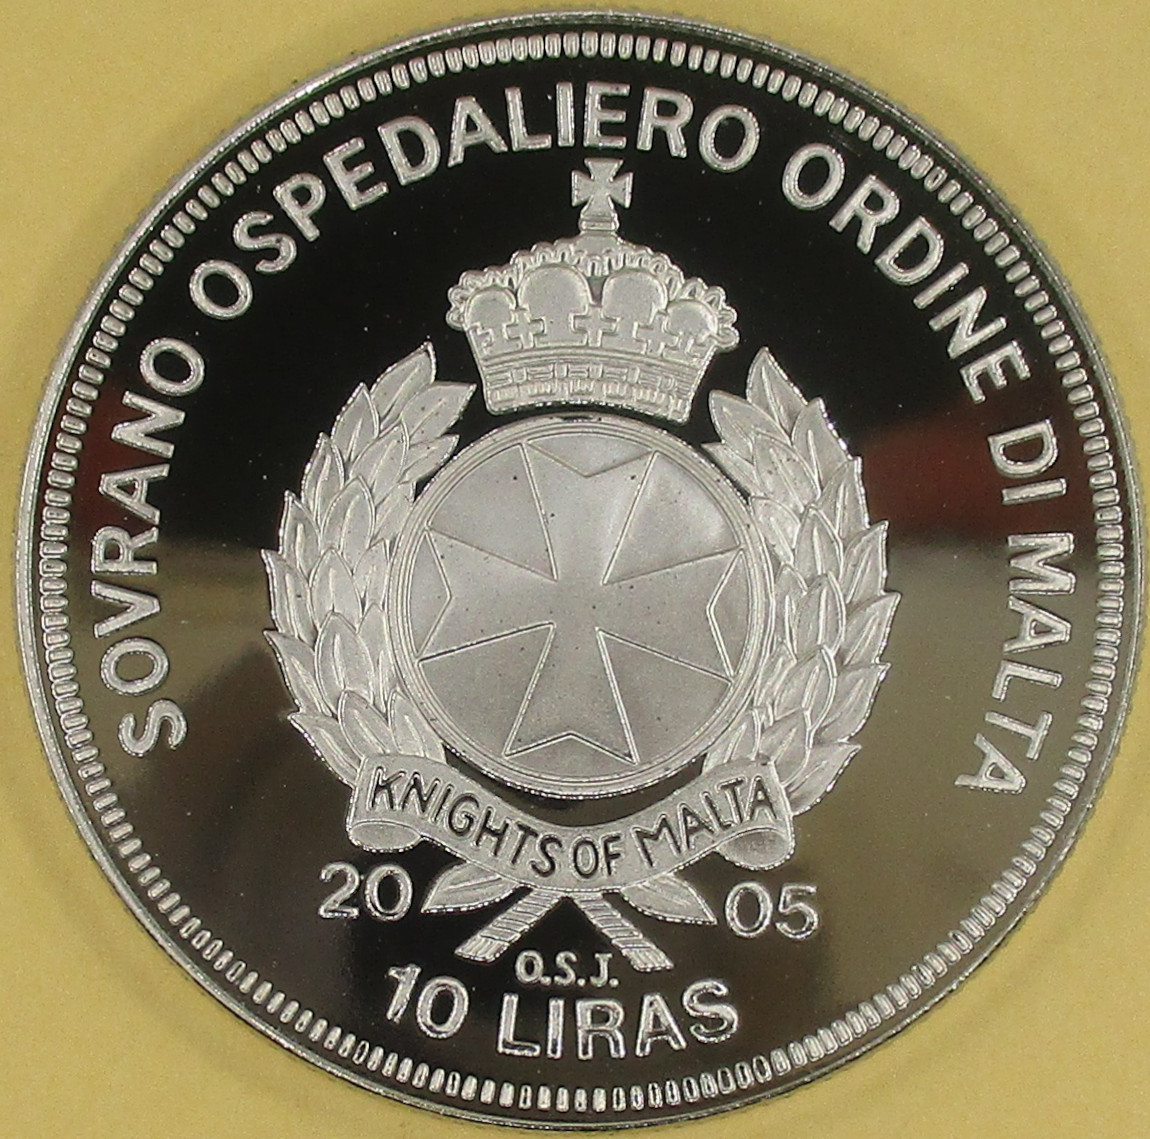 SOVRANO OSPEDALIERO ORDINE DI MALTA
KNIGHTS OF MALTA
20 05
O.S.J.
10 LIRAS